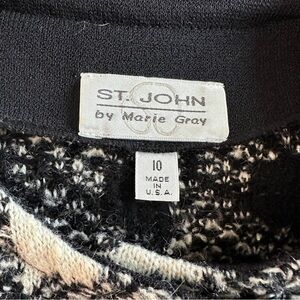 ST. JOHN
by Marie Gray
10
MADE
IN
U.S.A.